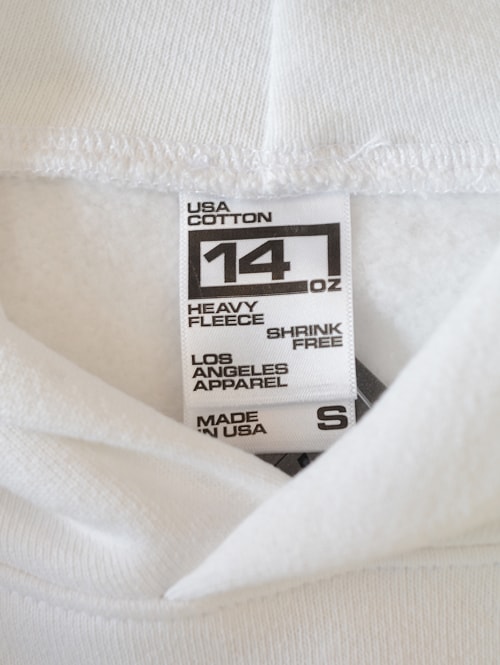 USA
COTTON
14
OZ
HEAVY
FLEECE
SHRINK
FREE
LOS
ANGELES
APPAREL
MADE
IN USA
S